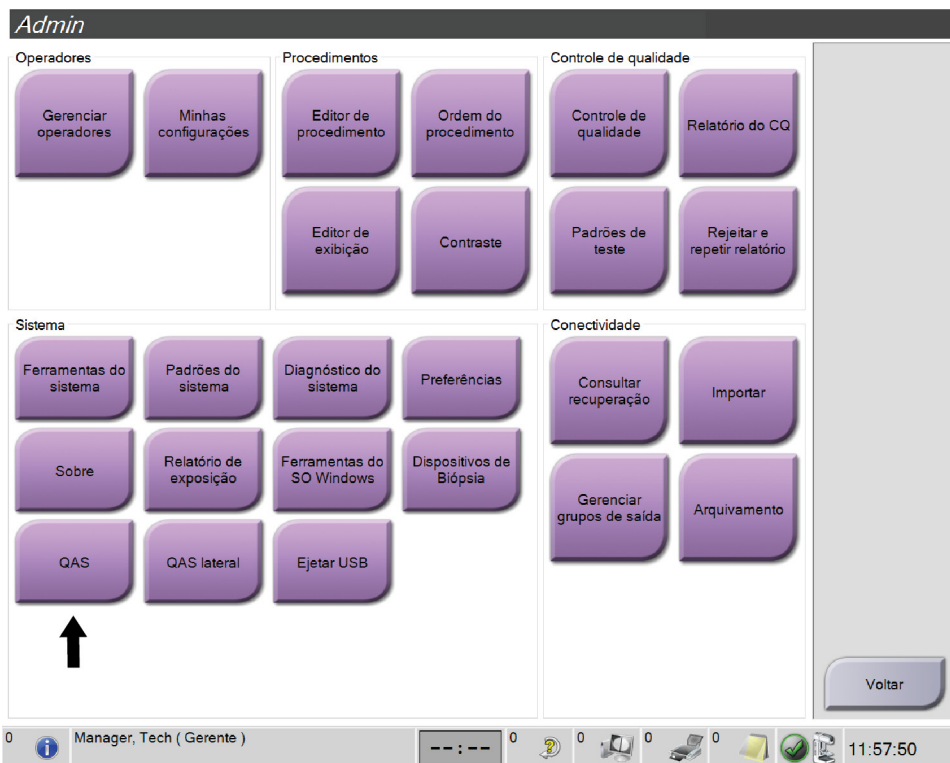 Admin
Operadores
Gerenciar
operadores
Minhas
configurações
Procedimentos
Editor de
procedimento
Ordem do
procedimento
Editor de
exibição
Contraste
Controle de qualidade
Controle de
qualidade
Relatório do CQ
Padrões de
teste
Rejeitar e
repetir relatório
Sistema
Ferramentas do
sistema
Padrões do
sistema
Diagnóstico do
sistema
Preferências
Sobre
Relatório de
exposição
Ferramentas do
SO Windows
Dispositivos de
Biópsia
QAS
QAS lateral
Ejetar USB
Conectividade
Consultar
recuperação
Importar
Gerenciar
grupos de saída
Arquivamento
Voltar
0
Manager, Tech ( Gerente )
--:--
0
0
0
0
11:57:50